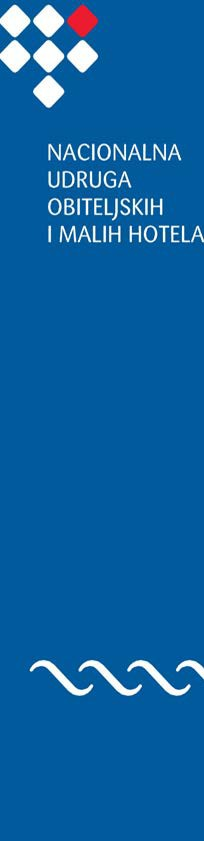 NACIONALNA
UDRUGA
OBITELJSKIH
I MALIH HOTELA